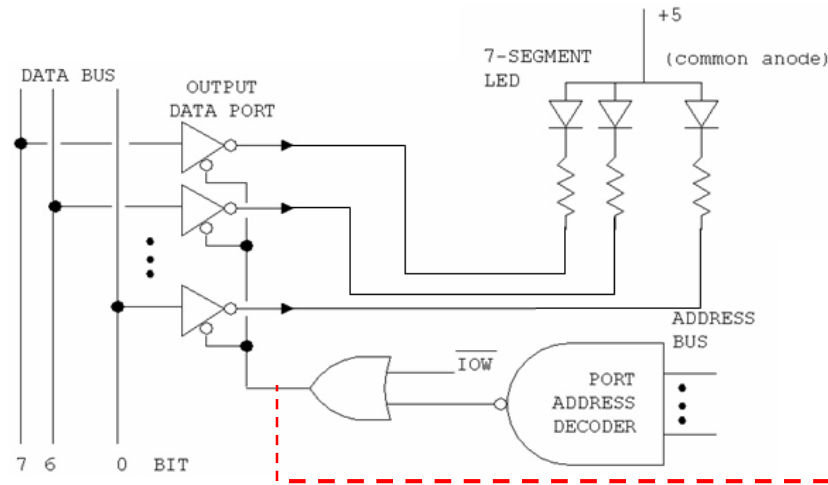 +5
7-SEGMENT
LED
(common anode)
DATA BUS
OUTPUT
DATA PORT
ADDRESS
BUS
IOW
PORT
ADDRESS
DECODER
7 6 0 BIT